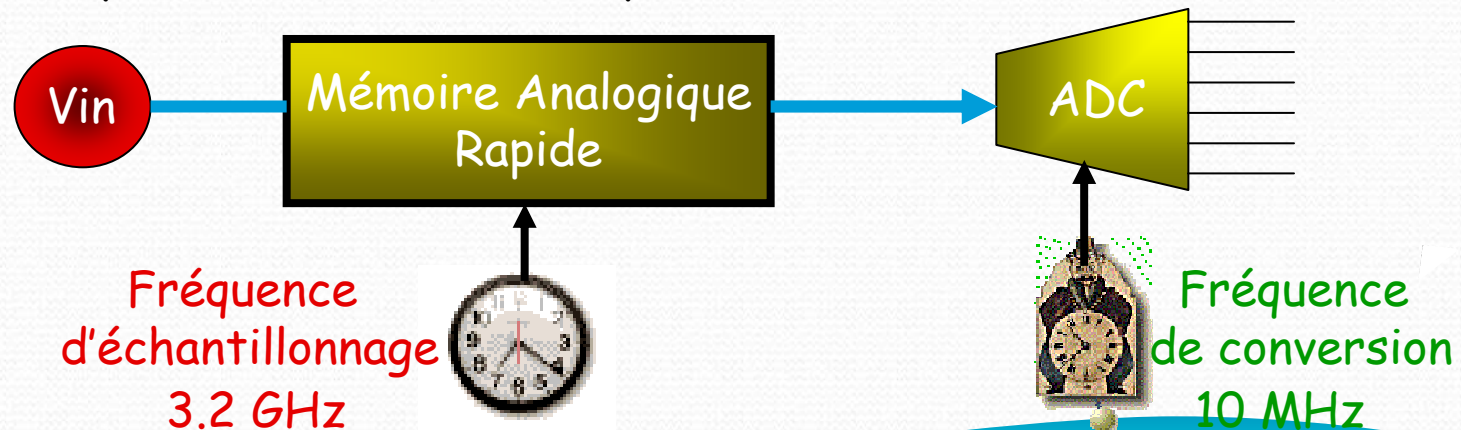 Vin
Mémoire Analogique
Rapide
ADC
Fréquence
d'échantillonnage
3.2 GHz
Fréquence
de conversion
10 MHz